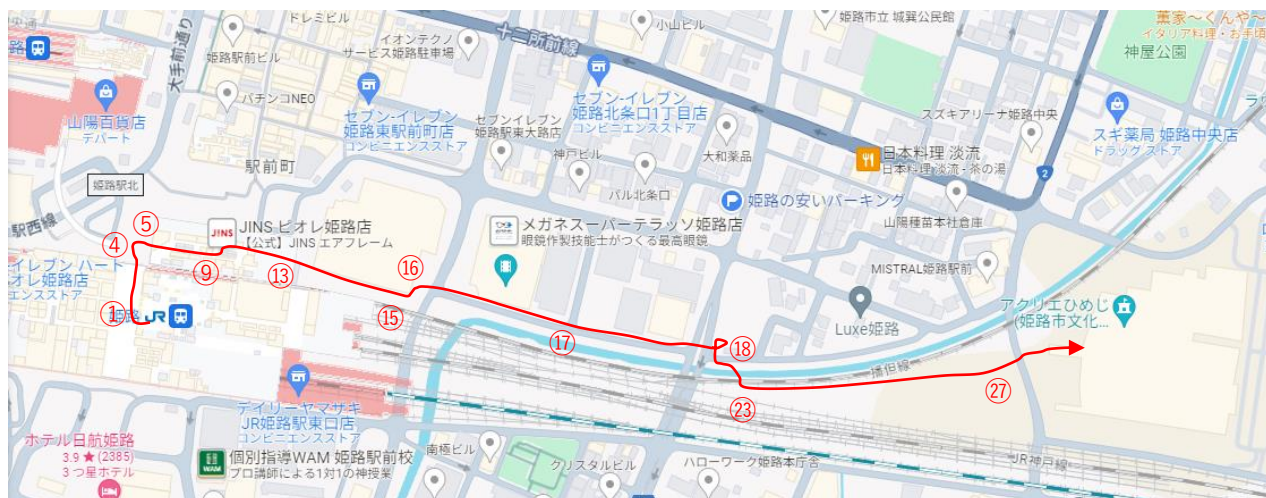 ドレミビル
小山ビル
姫路市立 城巽公民館
薫家〜くんや〜
イタリア料理・お手頃
神屋公園
大手前通り
姫路駅前ビル
イオンテクノ
サービス姫路駐車場
十二所前線
パチンコNEO
山陽百貨店
デパート
セブン-イレブン
姫路東駅前町店
コンビニエンスストア
セブンイレブン
姫路駅東大路店
セブン-イレブン
姫路北条口1丁目店
コンビニエンスストア
スズキアリーナ姫路中央
スギ薬局 姫路中央店
ドラッグストア
駅前町
神戸ビル
大和薬品
日本料理 淡流
日本料理 淡流・茶の湯
2
姫路駅北
パル北条口
P
姫路の安いパーキング
山陽種苗本社倉庫
駅西線
⑤
④
JINS
JINS ピオレ姫路店
【公式】JINS エアフレーム
メガネスーパーテラッソ姫路店
眼鏡作製技能士がつくる最高眼鏡
MISTRAL姫路駅前
⑨
⑬
⑯
イレブン ハート
オレ姫路店
エンスストア
①
姫路
JR
⑮
⑰
⑱
Luxe姫路
アクリエひめじ
(姫路市文化...
播但線
㉗
㉓
デイリーヤマザキ
JR姫路駅東口店
コンビニエンスストア
ホテル日航姫路
3.9 ★ (2385)
3 つ星ホテル
WAM
個別指導WAM 姫路駅前校
プロ講師による1対1の神授業
南極ビル
クリスタルビル
ハローワーク姫路本庁舎
JR神戸線